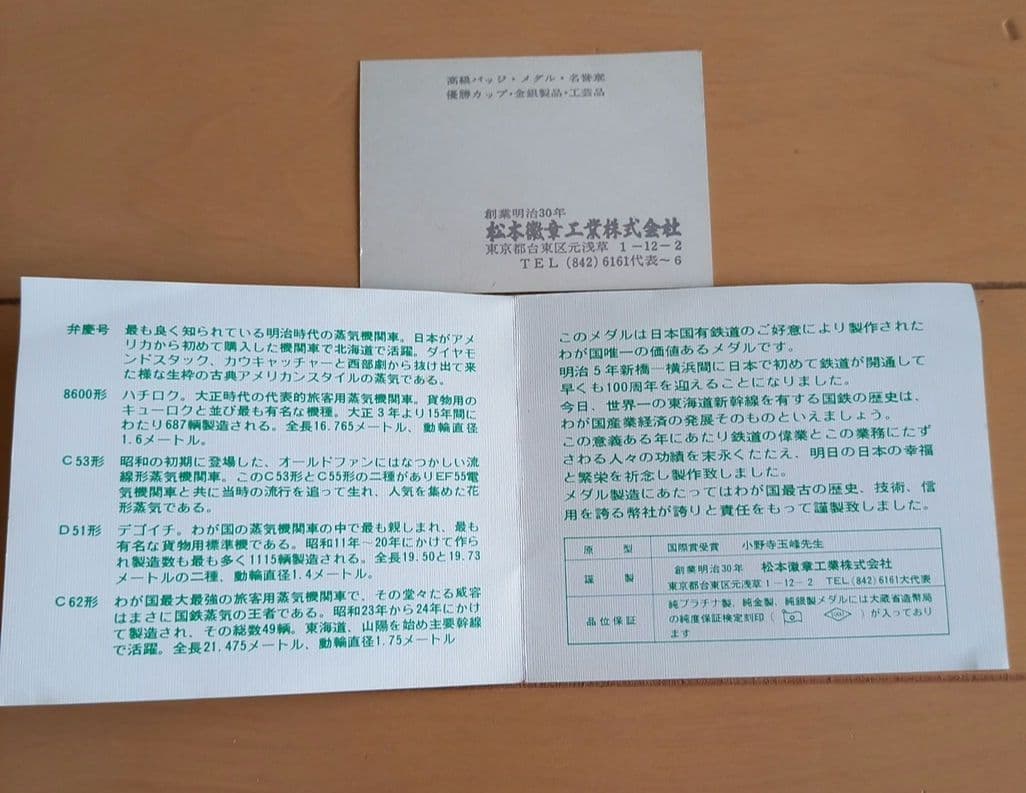 高級バッジ・メダル・名誉章
優勝カップ・金銀製品・工芸品
創業明治30年
松本徽章工業株式会社
東京都台東区元浅草 1-12-2
TEL (842) 6161代表~6
弁慶号 最も良く知られている明治時代の蒸気機関車。日本がアメ
リカから初めて購入した機関車で北海道で活躍。ダイヤモ
ンドスタック、カウキャッチャーと西部劇から抜け出て来
た様な生粋の古典アメリカンスタイルの蒸気である。
8600形 ハチロク。大正時代の代表的旅客用蒸気機関車。貨物用の
キューロクと並び最も有名な機種。大正3年より15年間に
わたり687輌製造される。全長16.765メートル、動輪直径
1.6メートル。
C53形 昭和の初期に登場した、オールドファンにはなつかしい流
線形蒸気機関車。このC53形とC55形の二種がありEF55電
気機関車と共に当時の流行を追って生れ、人気を集めた花
形蒸気である。
D51形 デゴイチ。わが国の蒸気機関車の中で最も親しまれ、最も
有名な貨物用標準機である。昭和11年~20年にかけて作ら
れ製造数も最も多く1115輌製造される。全長19.50と19.73
メートルの二種、動輪直径1.4メートル。
C62形 わが国最大最強の旅客用蒸気機関車で、その堂々たる威容
はまさに国鉄蒸気の王者である。昭和23年から24年にかけ
て製造され、その総数49輌。東海道、山陽を始め主要幹線
で活躍。全長21.475メートル、動輪直径1.75メートル
このメダルは日本国有鉄道のご好意により製作された
わが国唯一の価値あるメダルです。
明治5年新橋―横浜間に日本で初めて鉄道が開通して
早くも100周年を迎えることになりました。
今日、世界一の東海道新幹線を有する国鉄の歴史は、
わが国産業経済の発展そのものといえましょう。
この意義ある年にあたり鉄道の偉業とこの業務にたず
さわる人々の功績を末永くたたえ、明日の日本の幸福
と繁栄を祈念し製作致しました。
メダル製造にあたってはわが国最古の歴史、技術、信
用を誇る幣社が誇りと責任をもって謹製致しました。
原型 国際賞受賞 小野寺玉峰先生
謹製 創業明治30年 松本徽章工業株式会社
東京都台東区元浅草1-12-2 TEL(842)6161大代表
品位保証 純プラチナ製、純金製、純銀製メダルには大蔵省造幣局
の純度保証検定刻印( )が入っており
ます